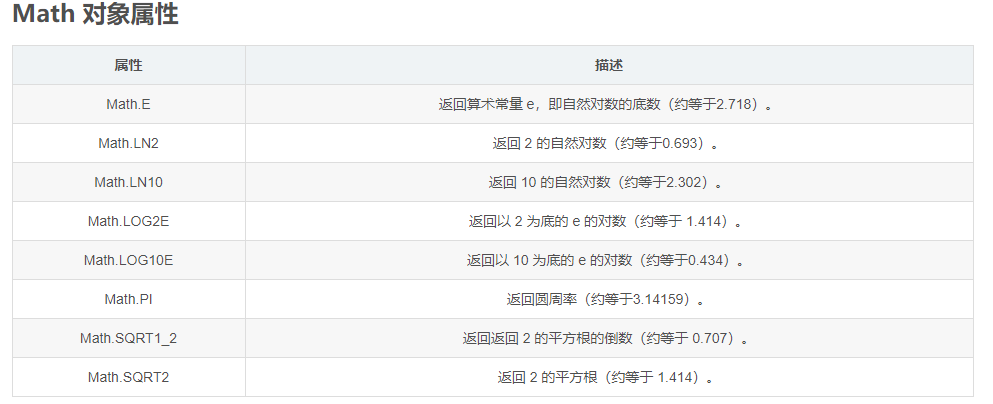 Math 对象属性
属性 描述
Math.E 返回算术常量 e，即自然对数的底数（约等于2.718）。
Math.LN2 返回 2 的自然对数（约等于0.693）。
Math.LN10 返回 10 的自然对数（约等于2.302）。
Math.LOG2E 返回以 2 为底的 e 的对数（约等于 1.414）。
Math.LOG10E 返回以 10 为底的 e 的对数（约等于0.434）。
Math.PI 返回圆周率（约等于3.14159）。
Math.SQRT1_2 返回返回 2 的平方根的倒数（约等于 0.707）。
Math.SQRT2 返回 2 的平方根（约等于 1.414）。